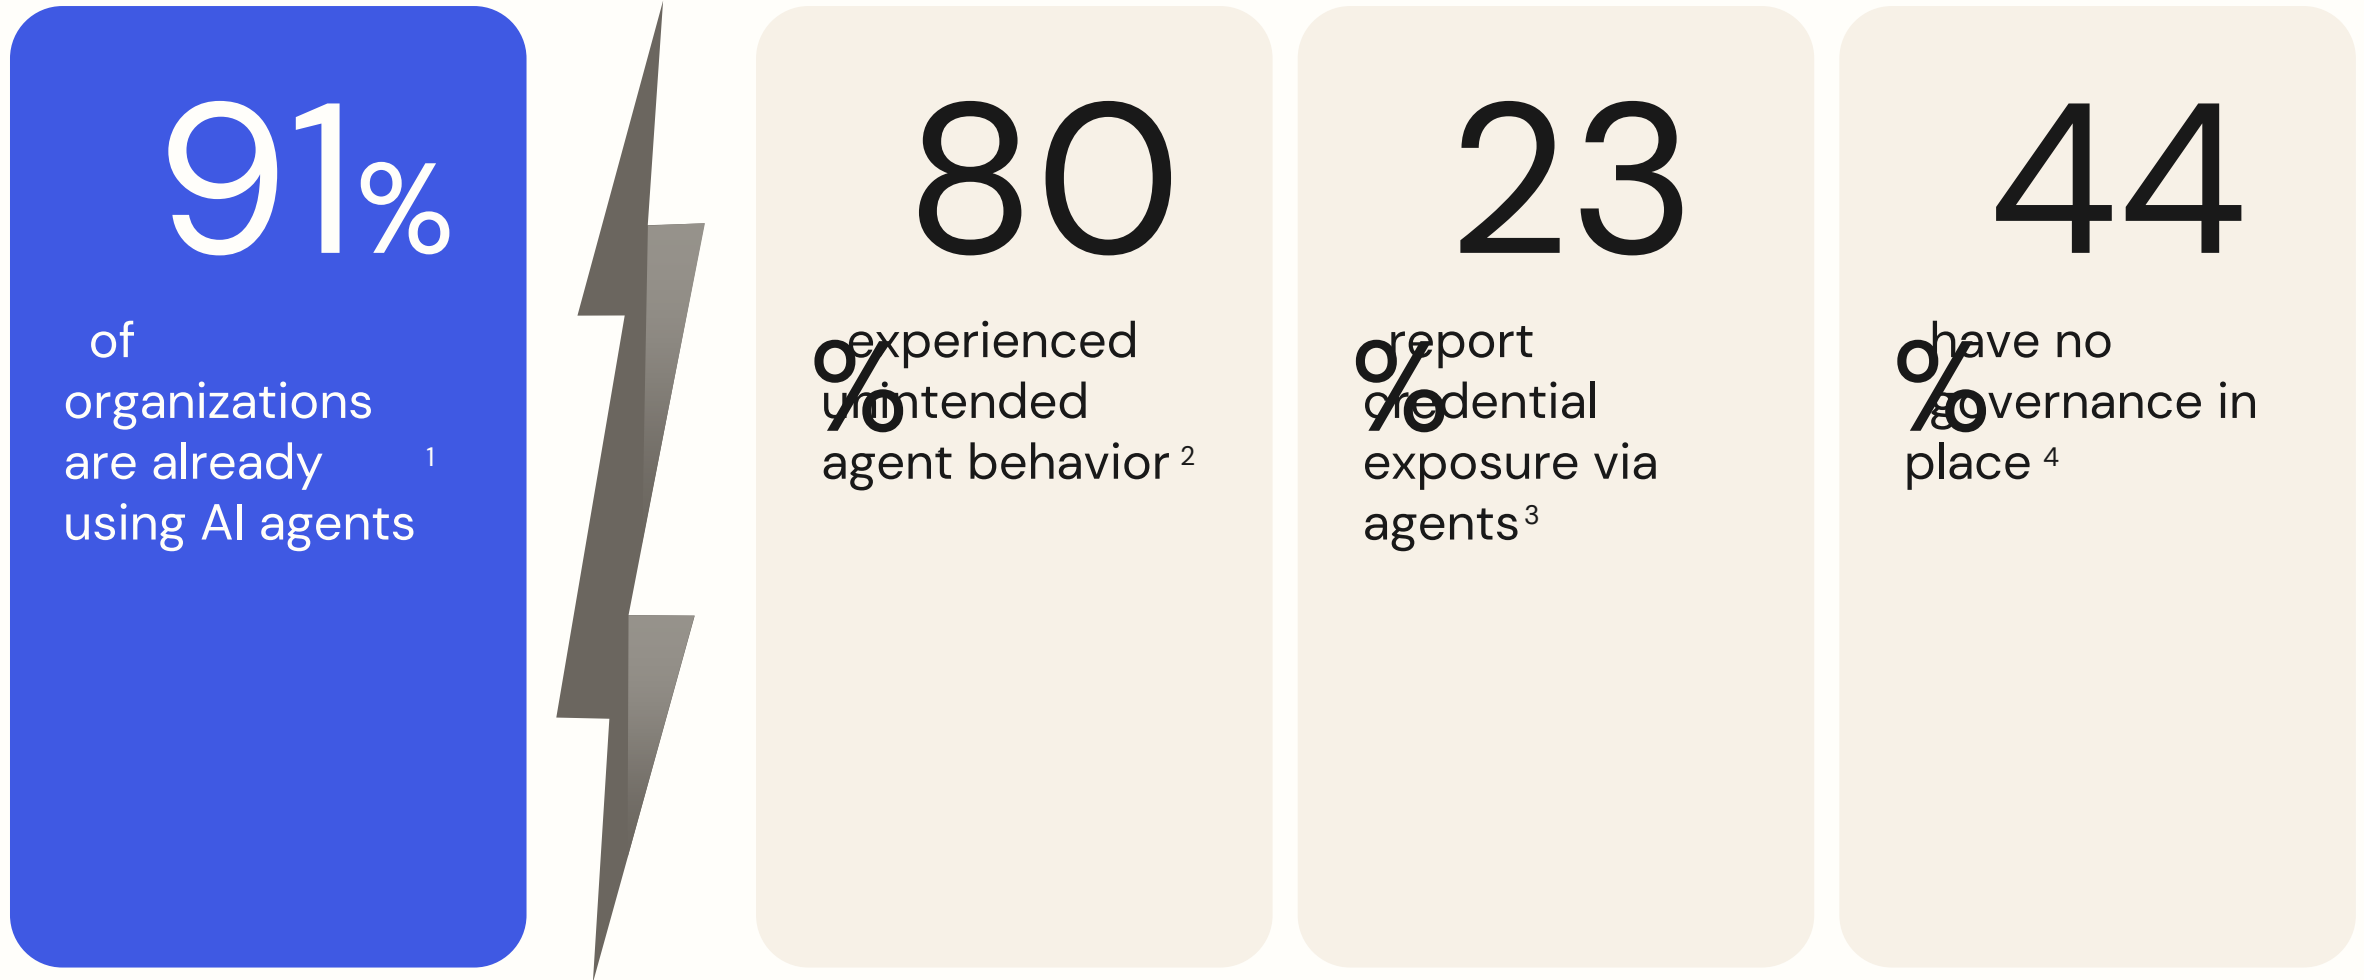 91%
of
organizations
are already 1
using AI agents
80
%
experienced
unintended
agent behavior 2
23
%
report
credential
exposure via
agents 3
44
%
have no
governance in
place 4